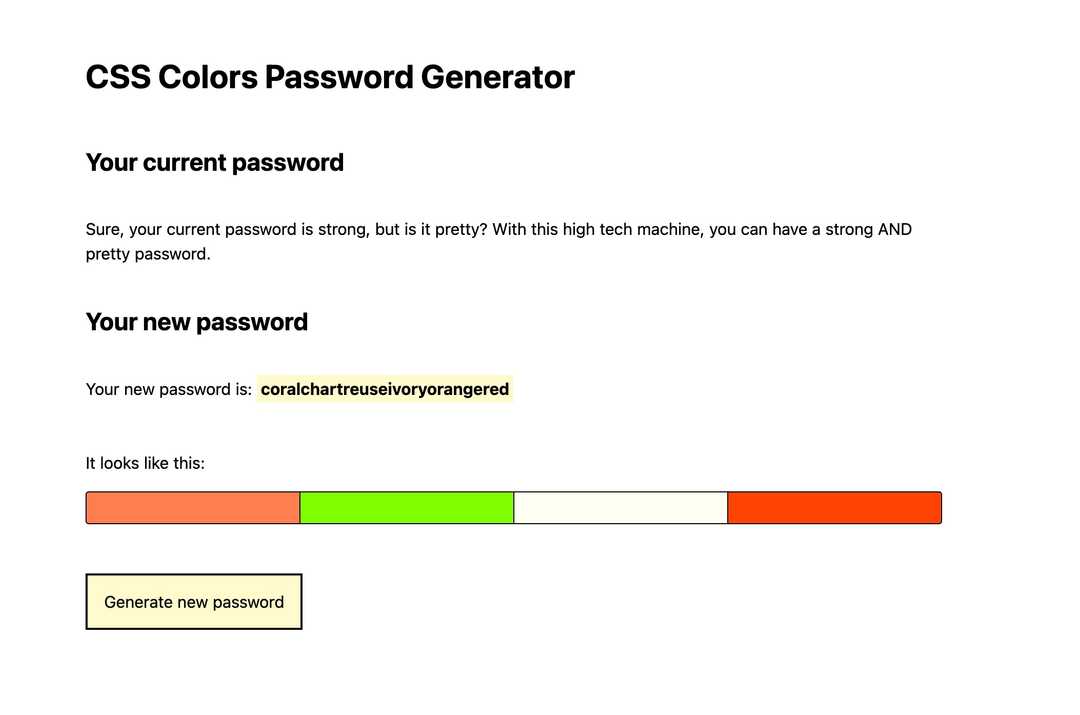 CSS Colors Password Generator
Your current password
Sure, your current password is strong, but is it pretty? With this high tech machine, you can have a strong AND
pretty password.
Your new password
Your new password is: coralchartreuseivoryorangered
It looks like this:
Generate new password